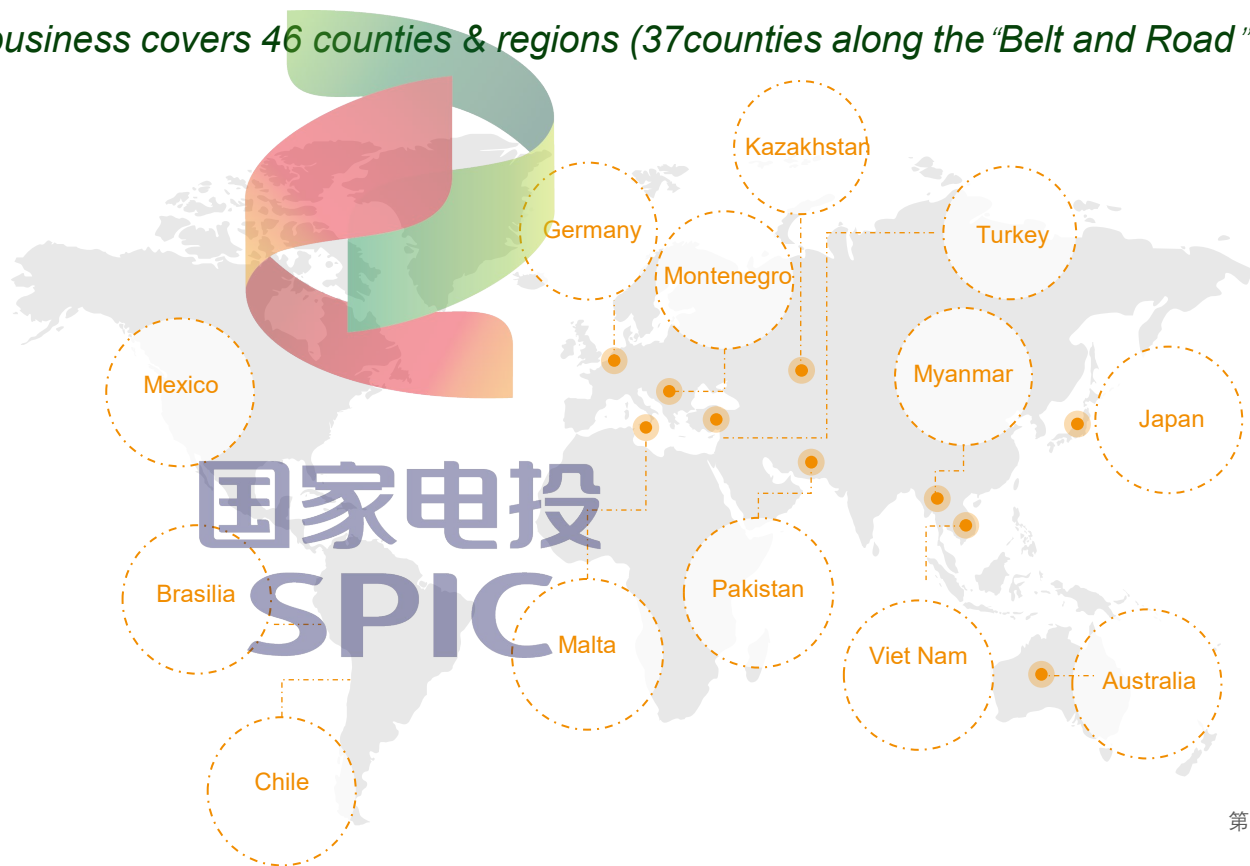 business covers 46 counties & regions (37counties along the “Belt and Road”
Kazakhstan
Germany
Turkey
Montenegro
Mexico
Myanmar
Japan
国家电投
SPIC
Brasilia
Pakistan
Malta
Viet Nam
Australia
Chile
第